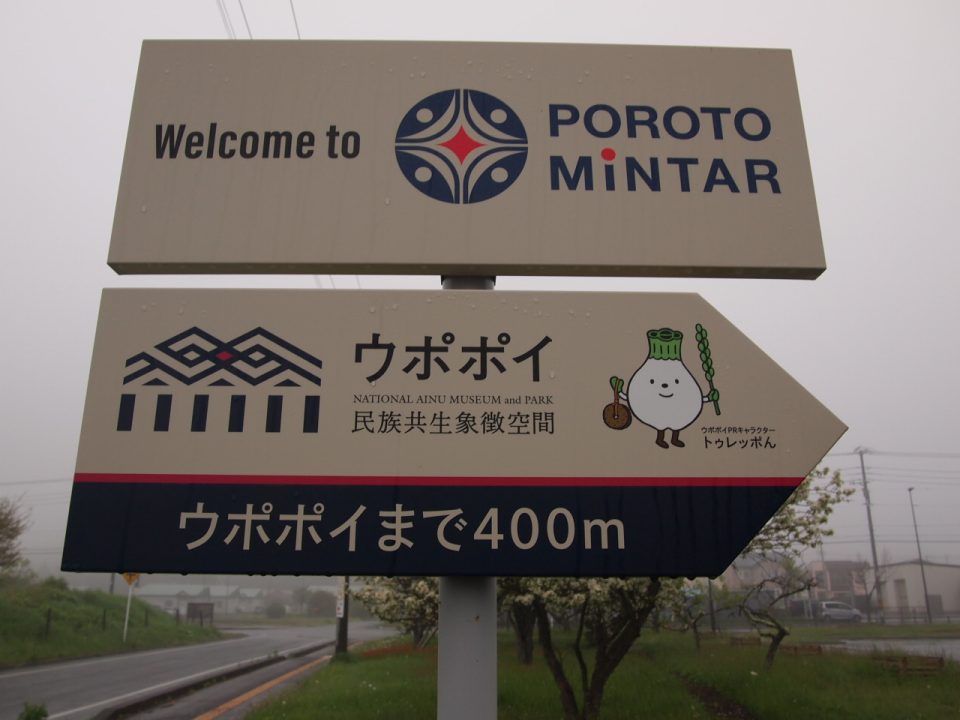 Welcome to
POROTO
MiNTAR
ウポポイ
NATIONAL AINU MUSEUM and PARK
民族共生象徴空間
ウポポイPRキャラクター
トゥレッポん
ウポポイまで400m